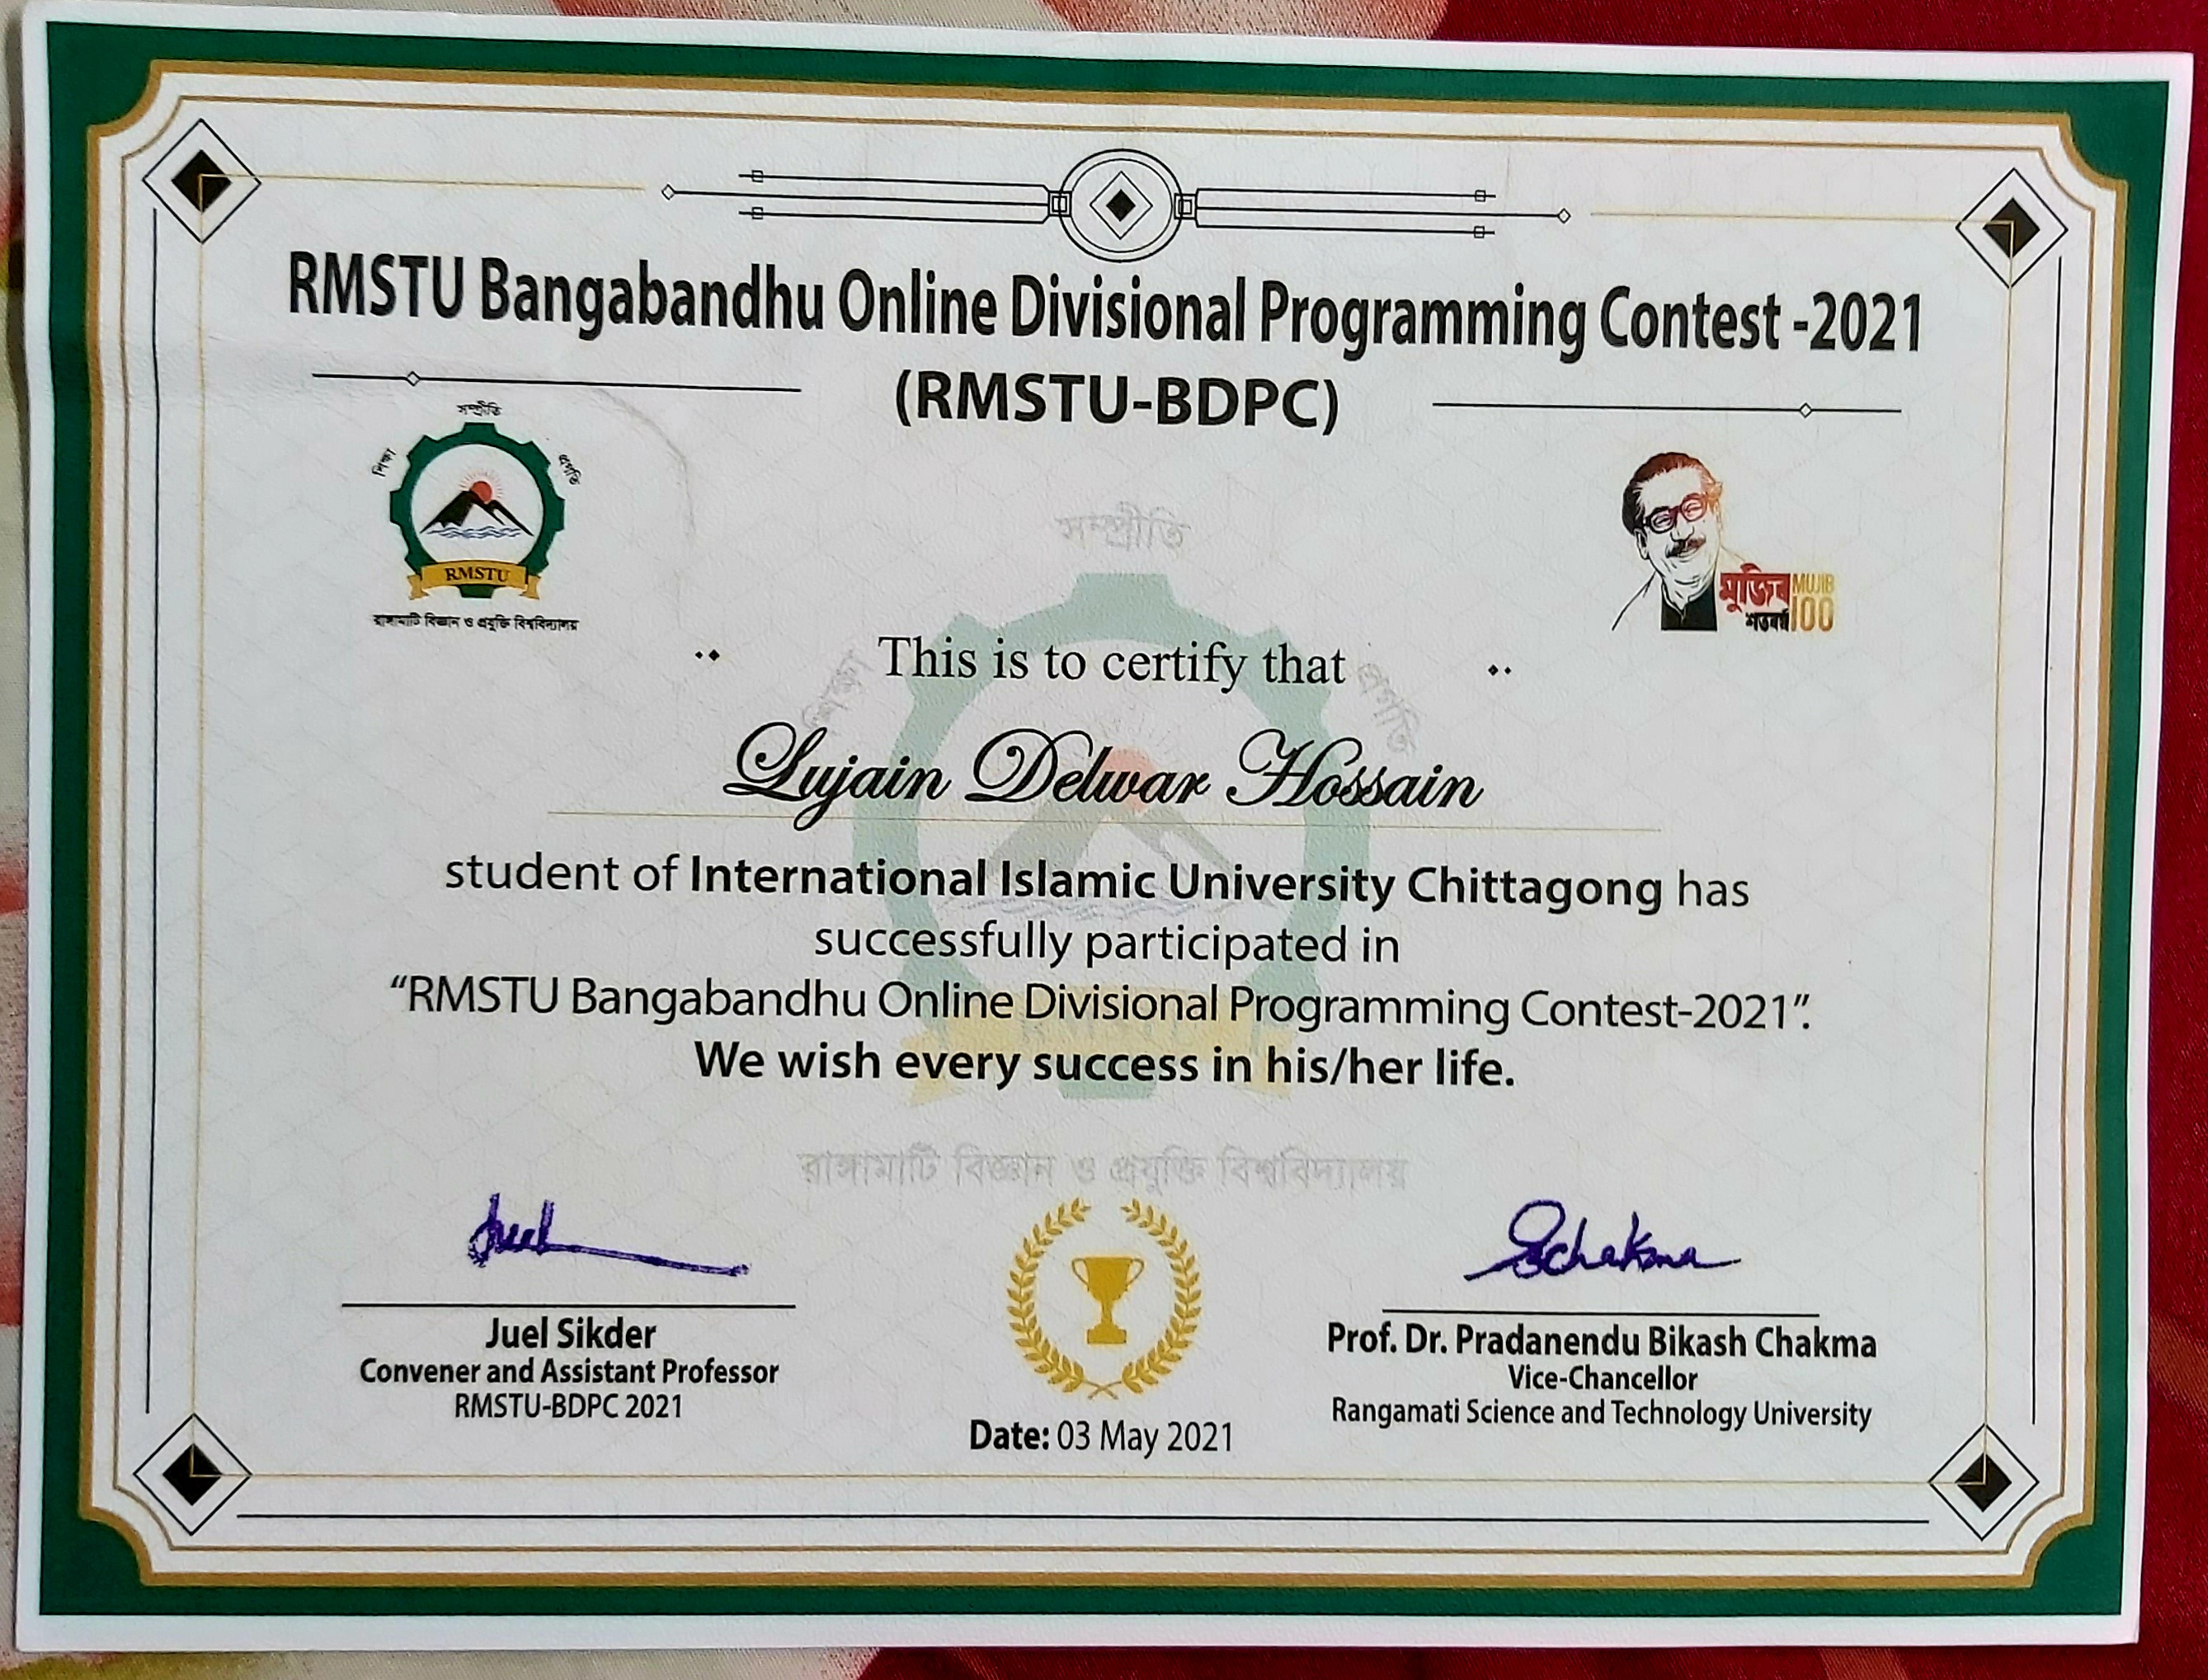 RMSTU Bangabandhu Online Divisional Programming Contest -2021
(RMSTU-BDPC)
সম্প্রীতি
শিক্ষা
প্রগতি
RMSTU
রাঙ্গামাটি বিজ্ঞান ও প্রযুক্তি বিশ্ববিদ্যালয়
মুজিব MUJIB
শতবর্ষ 100
সম্প্রীতি
শিক্ষা
প্রগতি
This is to certify that
Lujain Delwar Hossain
student of International Islamic University Chittagong has
successfully participated in
“RMSTU Bangabandhu Online Divisional Programming Contest-2021”.
We wish every success in his/her life.
রাঙ্গামাটি বিজ্ঞান ও প্রযুক্তি বিশ্ববিদ্যালয়
Juel
Juel Sikder
Convener and Assistant Professor
RMSTU-BDPC 2021
Date: 03 May 2021
Chakma
Prof. Dr. Pradanendu Bikash Chakma
Vice-Chancellor
Rangamati Science and Technology University